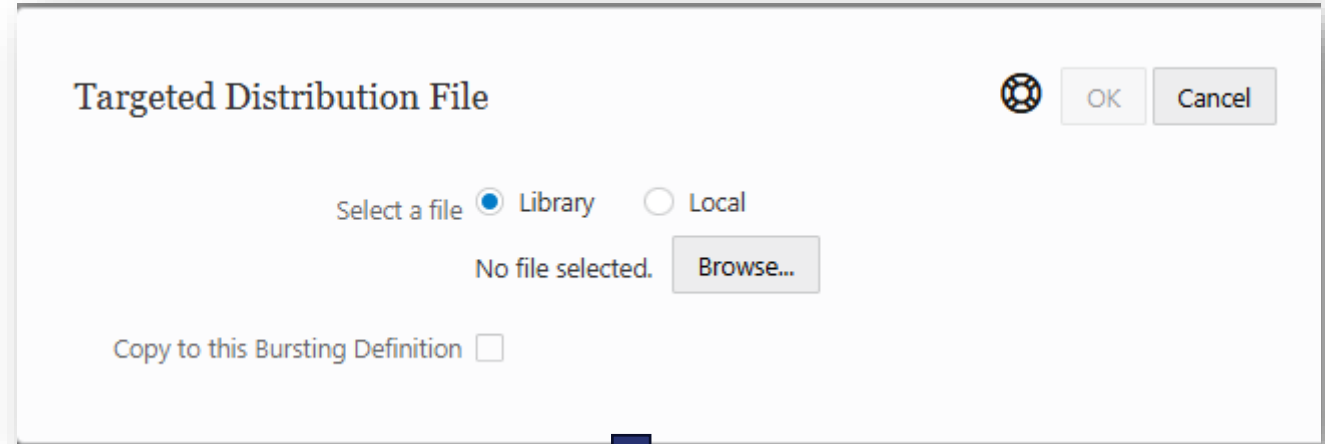 Targeted Distribution File OK Cancel
Select a file Library Local
No file selected. Browse...
Copy to this Bursting Definition